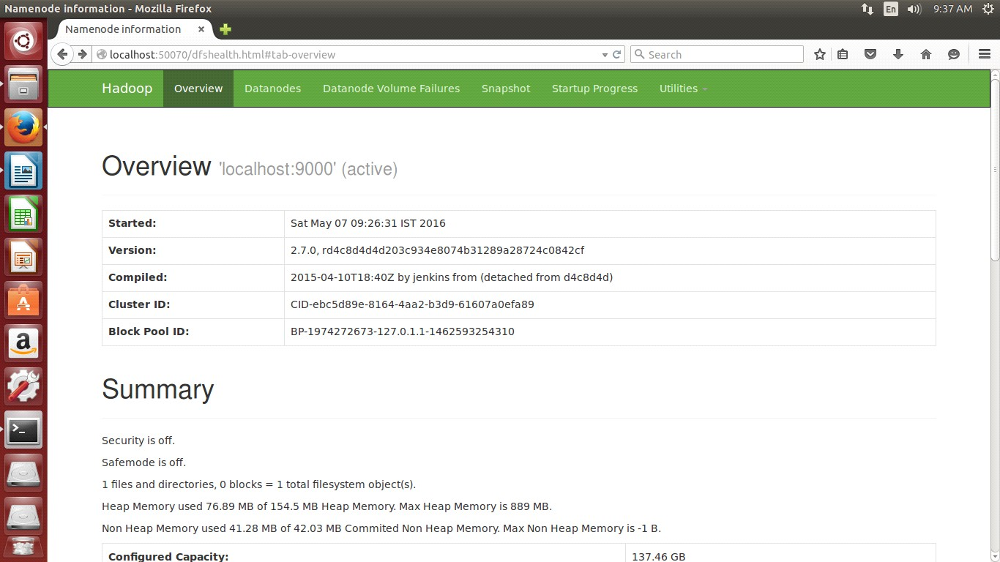 Namenode information - Mozilla Firefox
En
9:37 AM
Namenode information
localhost:50070/dfshealth.html#tab-overview
Search
Hadoop Overview Datanodes Datanode Volume Failures Snapshot Startup Progress Utilities
Overview 'localhost:9000' (active)
Started: Sat May 07 09:26:31 IST 2016
Version: 2.7.0, rd4c8d4d4d203c934e8074b31289a28724c0842cf
Compiled: 2015-04-10T18:40Z by jenkins from (detached from d4c8d4d)
Cluster ID: CID-ebc5d89e-8164-4aa2-b3d9-61607a0efa89
Block Pool ID: BP-1974272673-127.0.1.1-1462593254310
Summary
Security is off.
Safemode is off.
1 files and directories, 0 blocks = 1 total filesystem object(s).
Heap Memory used 76.89 MB of 154.5 MB Heap Memory. Max Heap Memory is 889 MB.
Non Heap Memory used 41.28 MB of 42.03 MB Commited Non Heap Memory. Max Non Heap Memory is -1 B.
Configured Capacity: 137.46 GB